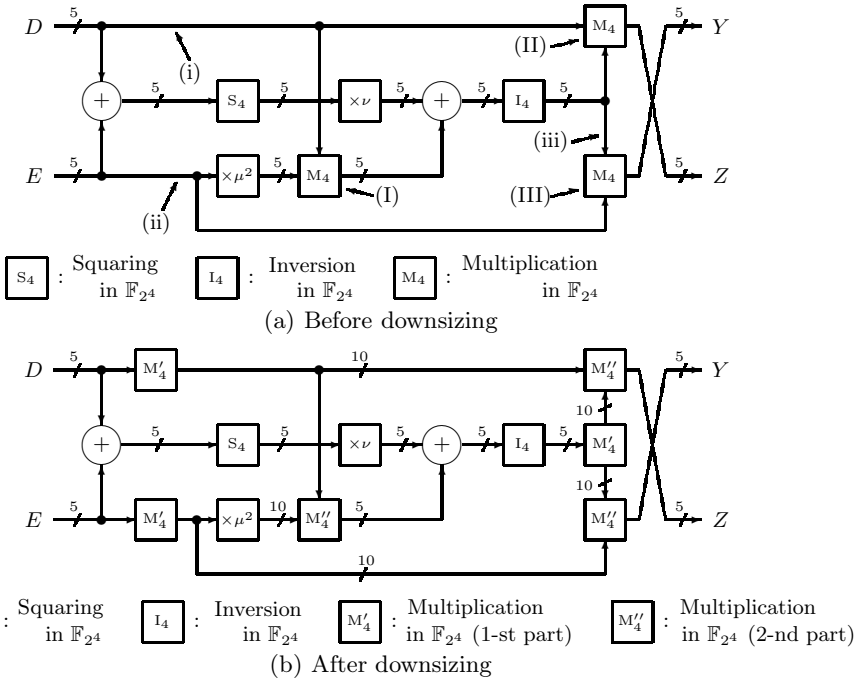 D 5 5 Y
(i) (II) M₄
+ 5 S₄ 5 ×ν 5 + 5 I₄ 5
(iii)
E 5 ×μ² 5 M₄ 5 M₄ 5 Z
(ii) (I) (III)
S₄ : Squaring in 𝔽₂⁴ I₄ : Inversion in 𝔽₂⁴ M₄ : Multiplication in 𝔽₂⁴
(a) Before downsizing
D 5 M′₄ 10 M″₄ 5 Y
10
+ 5 S₄ 5 ×ν 5 + 5 I₄ 5 M′₄
10
E 5 M′₄ ×μ² 10 M″₄ 5 M″₄ 5 Z
10
: Squaring in 𝔽₂⁴ I₄ : Inversion in 𝔽₂⁴ M′₄ : Multiplication in 𝔽₂⁴ (1-st part) M″₄ : Multiplication in 𝔽₂⁴ (2-nd part)
(b) After downsizing